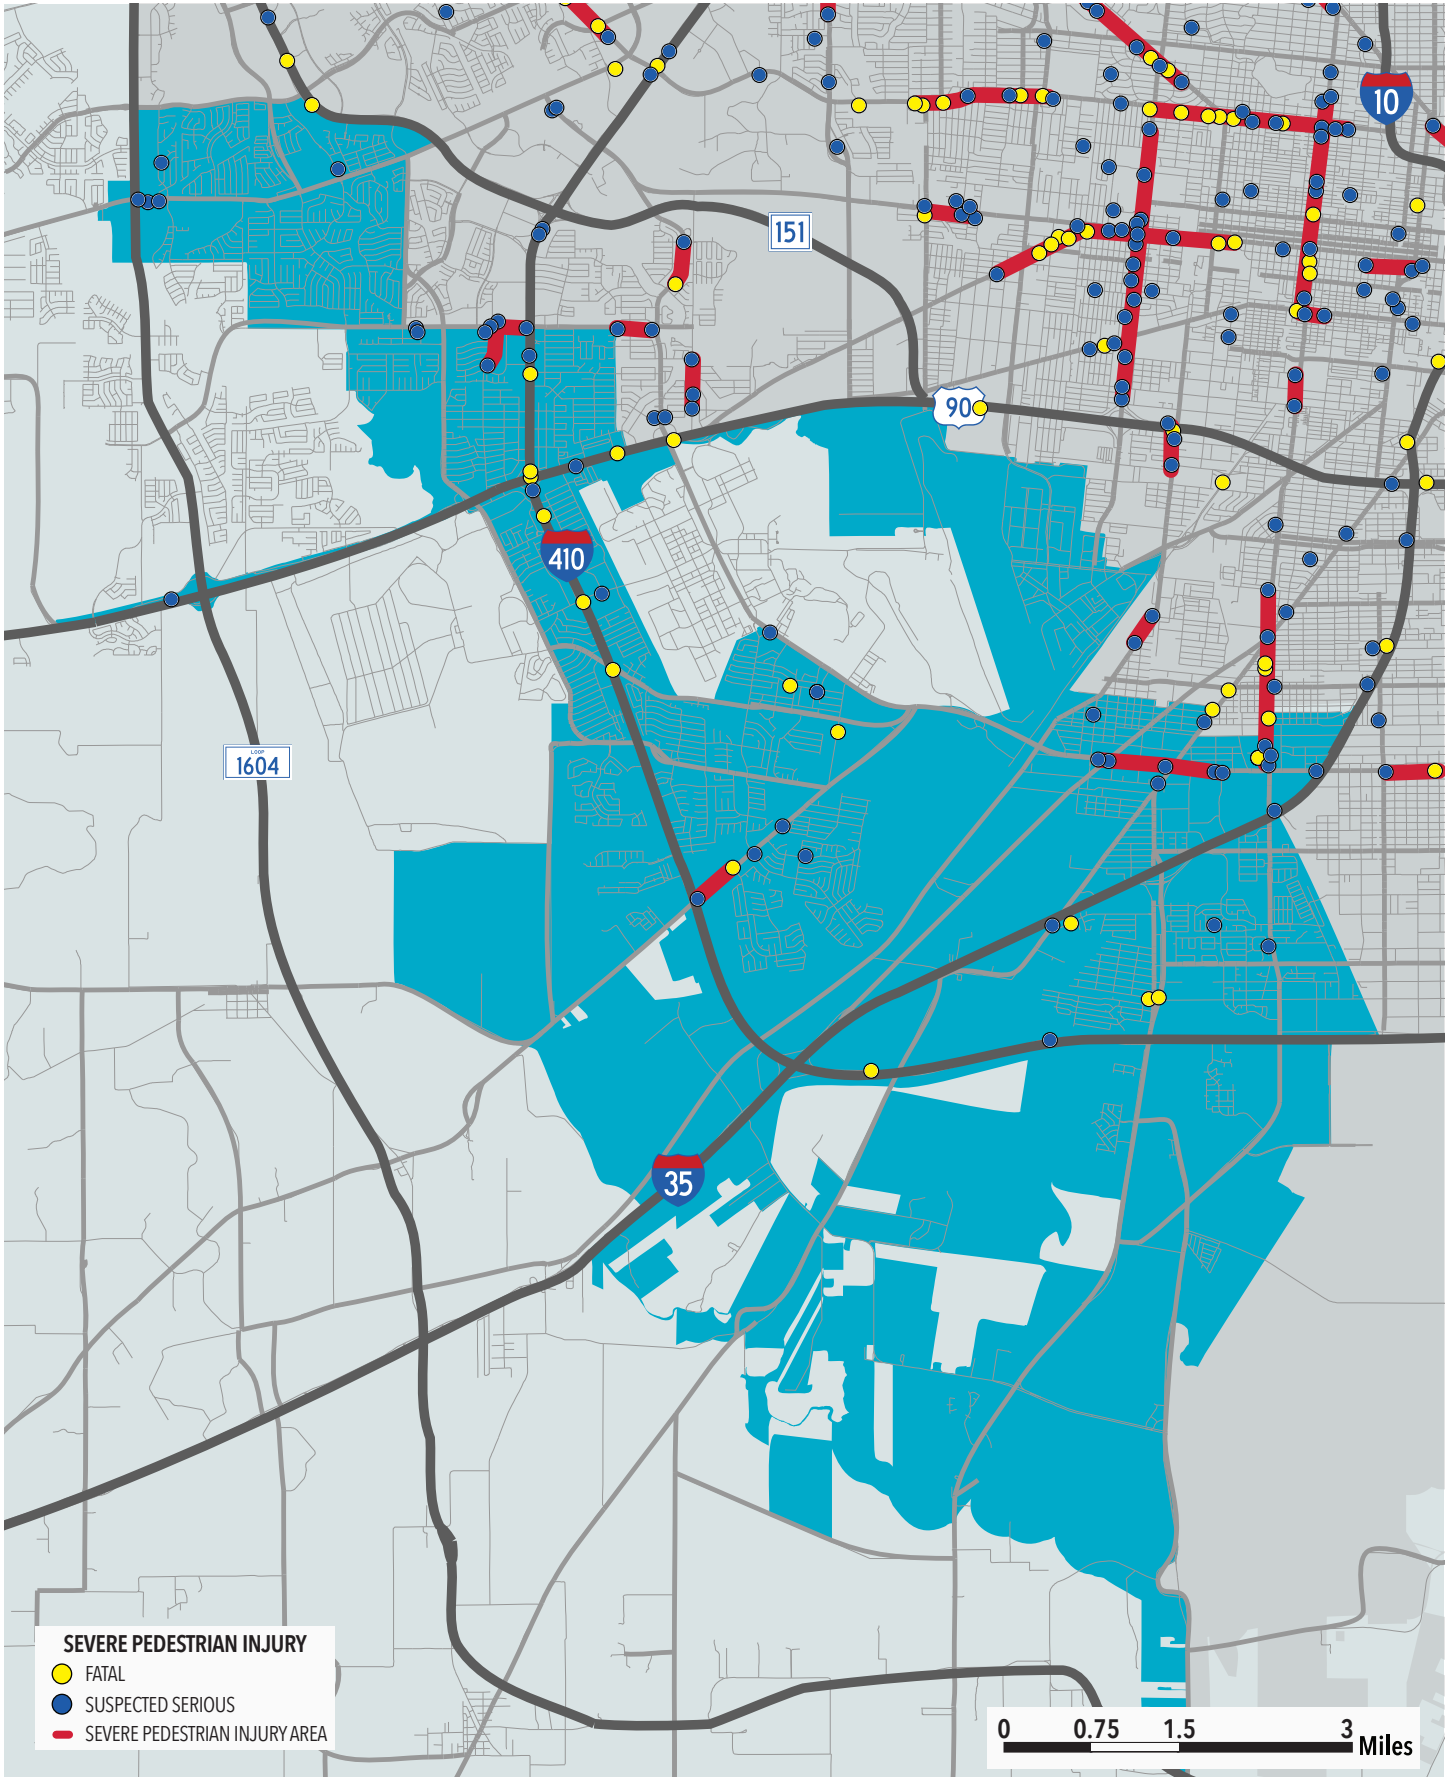 10
151
90
410
LOOP
1604
35
SEVERE PEDESTRIAN INJURY
FATAL
SUSPECTED SERIOUS
SEVERE PEDESTRIAN INJURY AREA
0 0.75 1.5 3 Miles